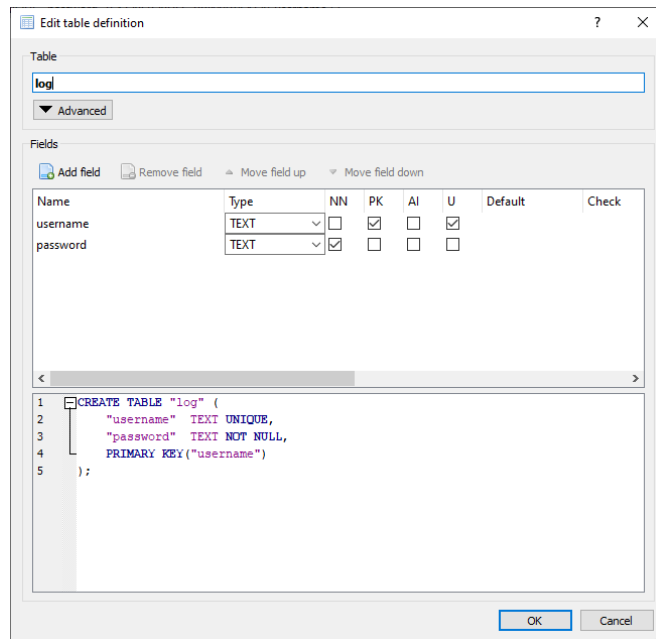 Edit table definition ? X
Table
log
Advanced
Fields
Add field Remove field Move field up Move field down
Name Type NN PK AI U Default Check
username TEXT
password TEXT
1 CREATE TABLE "log" (
2 "username" TEXT UNIQUE,
3 "password" TEXT NOT NULL,
4 PRIMARY KEY("username")
5 );
OK Cancel